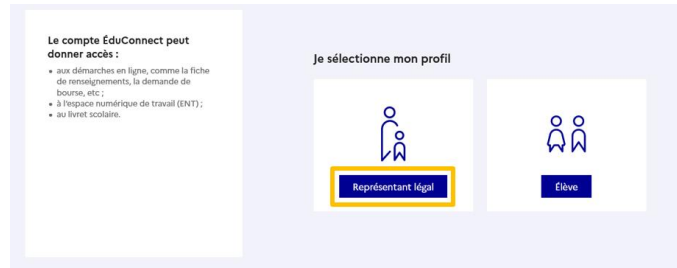 Le compte ÉduConnect peut
donner accès :
• aux démarches en ligne, comme la fiche
de renseignements, la demande de
bourse, etc ;
• à l'espace numérique de travail (ENT) ;
• au livret scolaire.
Je sélectionne mon profil
Représentant légal
Élève